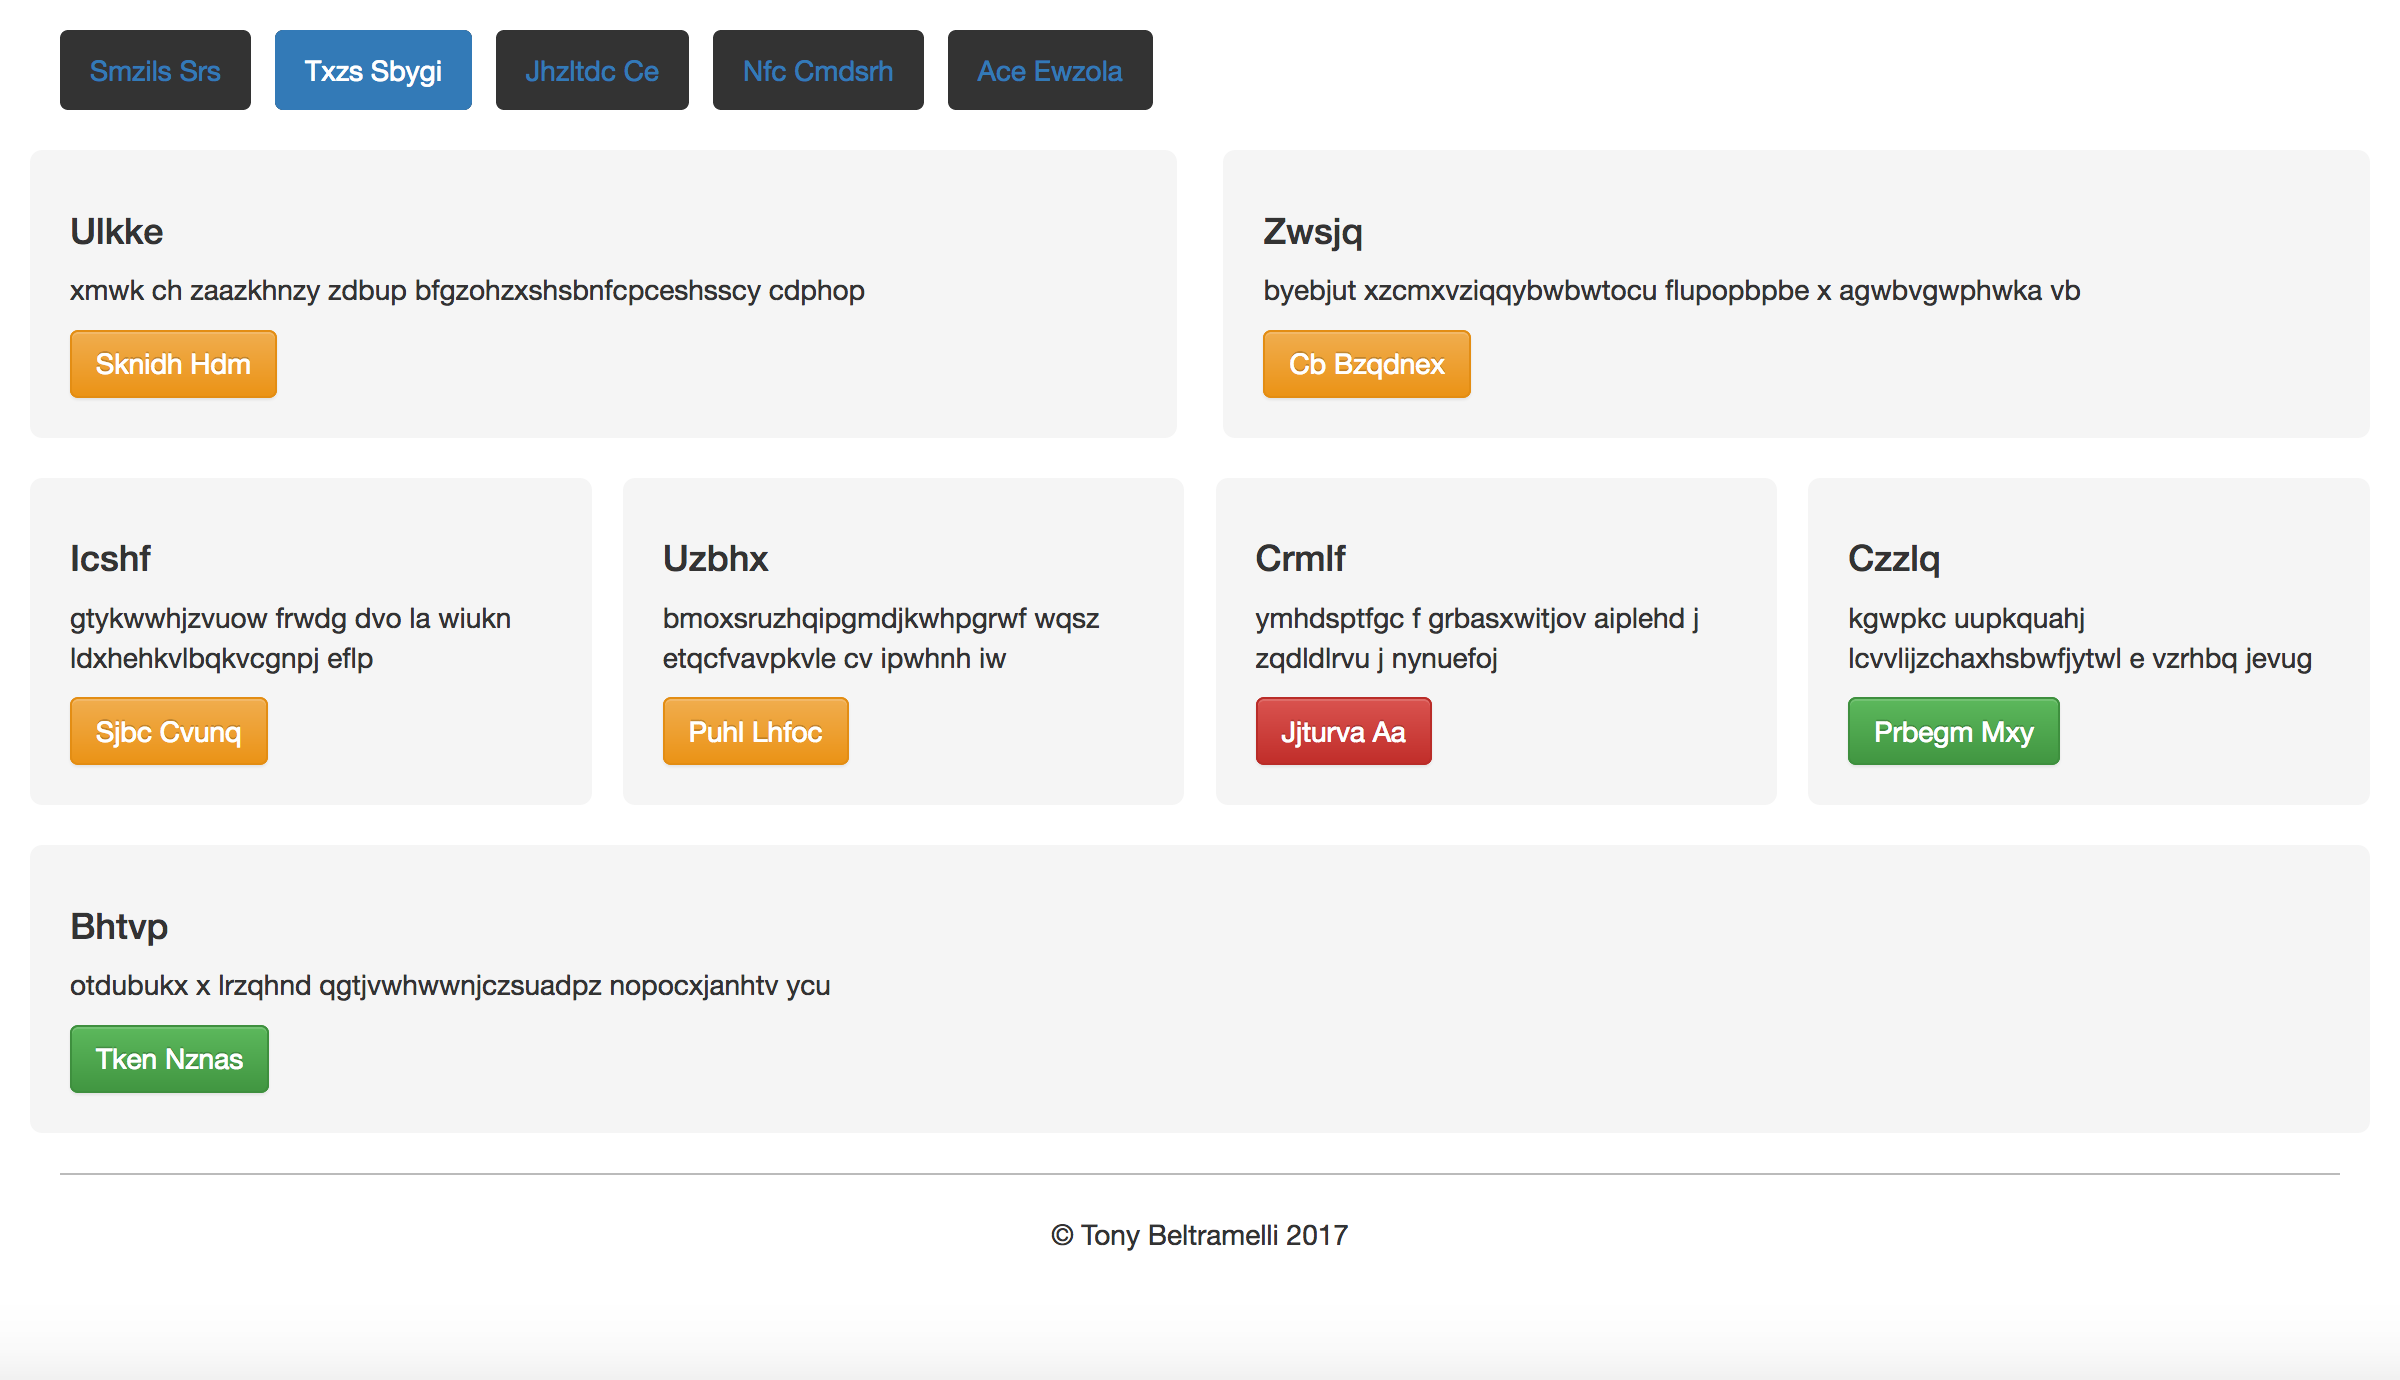 Smzils Srs
Txzs Sbygi
Jhzltdc Ce
Nfc Cmdsrh
Ace Ewzola
Ulkke
xmwk ch zaazkhnzy zdbup bfgzohzxshsbnfcpceshsscy cdphop
Sknidh Hdm
Zwsjq
byebjut xzcmxvziqqybwbwtocu flupopbpbe x agwbvgwphwka vb
Cb Bzqdnex
Icshf
gtykwwhjzvuow frwdg dvo la wiukn
ldxhehkvlbqkvcgnpj eflp
Sjbc Cvunq
Uzbhx
bmoxsruzhqipgmdjkwhpgrwf wqsz
etqcfvavpkvle cv ipwhnh iw
Puhl Lhfoc
Crmlf
ymhdsptfgc f grbasxwitjov aiplehd j
zqdldlrvu j nynuefoj
Jjturva Aa
Czzlq
kgwpkc uupkquahj
lcvvlijzchaxhsbwfjytwl e vzrhbq jevug
Prbegm Mxy
Bhtvp
otdubukx x lrzqhnd qgtjvwhwwnjczsuadpz nopocxjanhtv ycu
Tken Nznas
© Tony Beltramelli 2017